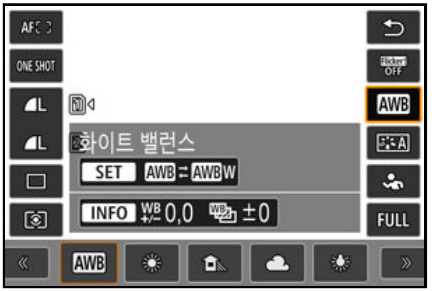 AF
ONE SHOT
Flicker!
OFF
L
AWB
L
화이트 밸런스
A
SET AWB⇄AWBW
INFO WB +/- 0,0 WB ±0
FULL
AWB